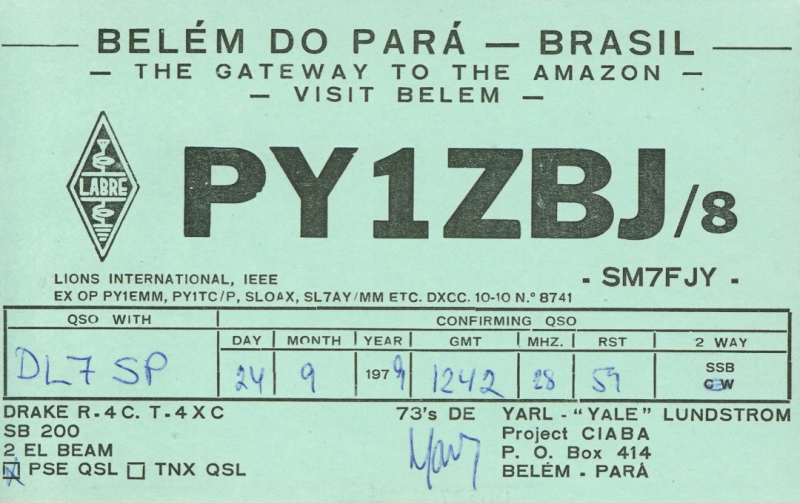 — BELÉM DO PARÁ — BRASIL —
— THE GATEWAY TO THE AMAZON —
— VISIT BELEM —
LABRE
PY1ZBJ/8
LIONS INTERNATIONAL, IEEE
- SM7FJY -
EX OP PY1EMM, PY1TC/P, SLOAX, SL7AY/MM ETC. DXCC. 10-10 N.º 8741
QSO WITH CONFIRMING QSO
DAY MONTH YEAR GMT MHZ. RST 2 WAY
DL7SP 24 9 1979 1242 28 59 SSB
CW
DRAKE R.4C. T-4XC 73's DE YARL - "YALE" LUNDSTROM
SB 200 Project CIABA
2 EL BEAM P. O. Box 414
PSE QSL TNX QSL BELÉM - PARÁ